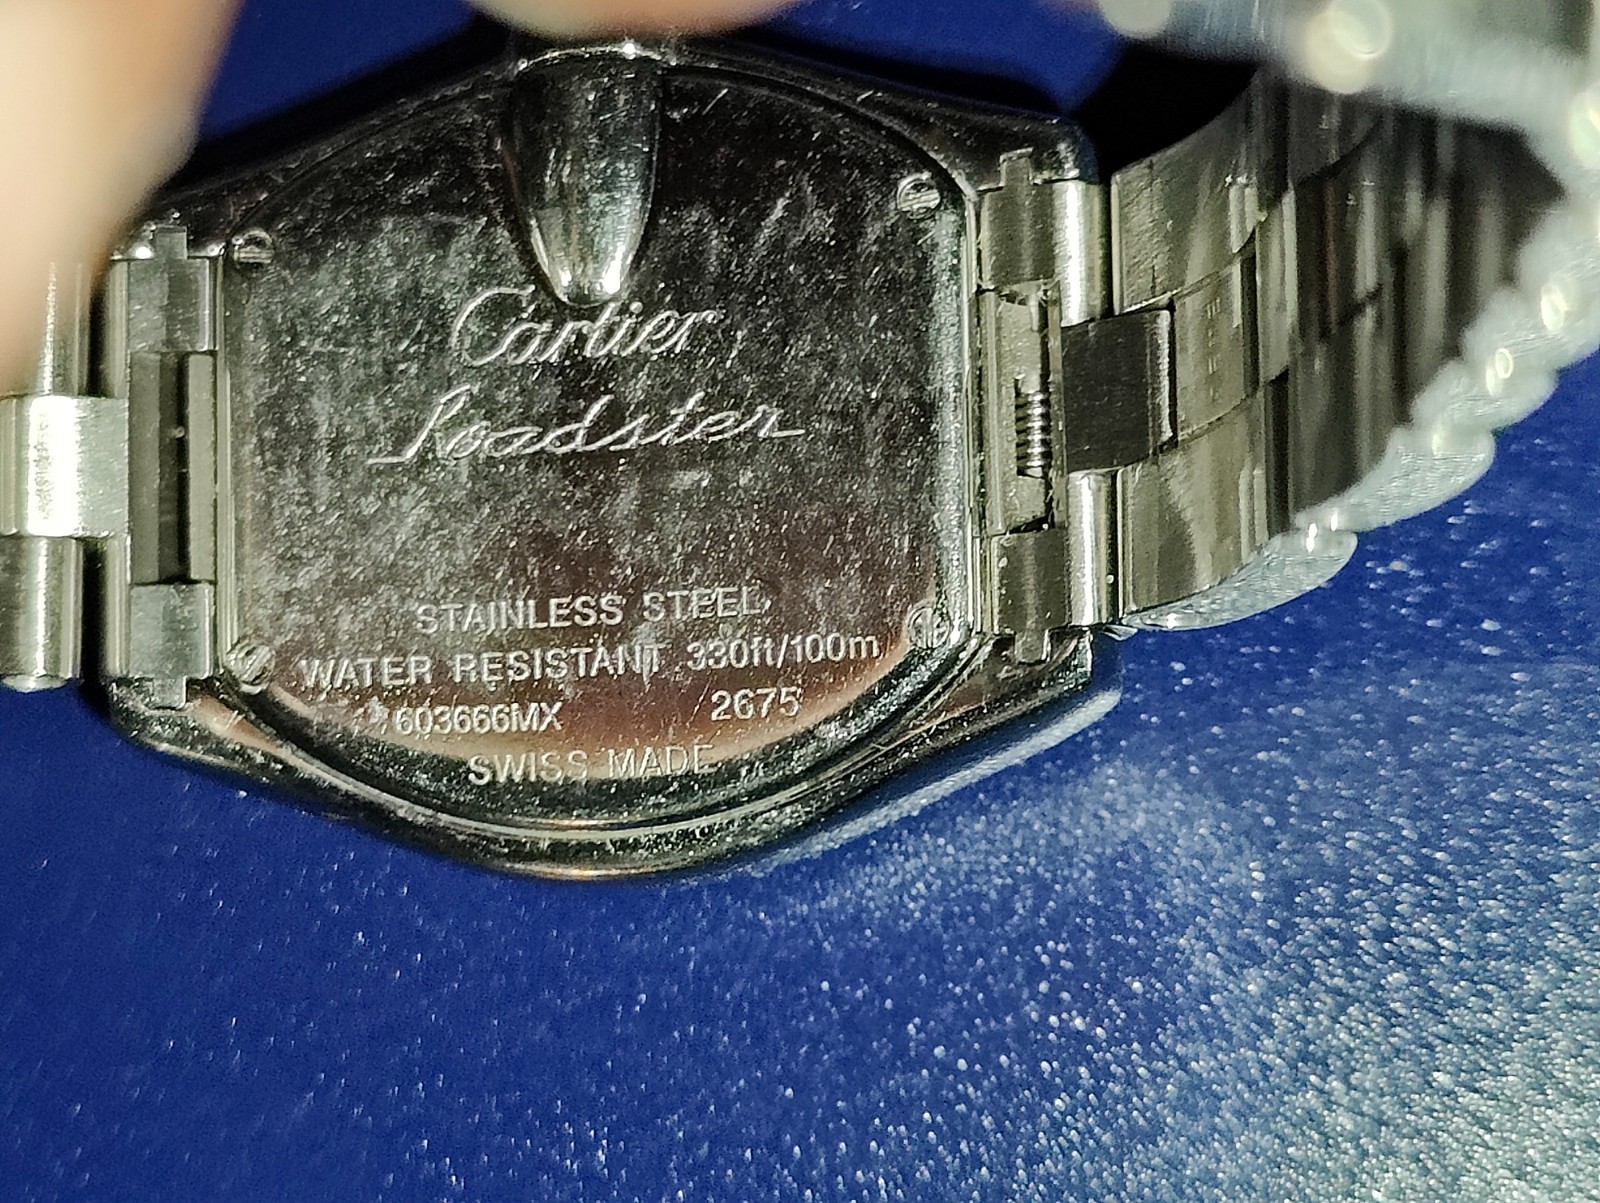 Cartier
Roadster
STAINLESS STEEL
WATER RESISTANT 330ft/100m
603666MX 2675
SWISS MADE